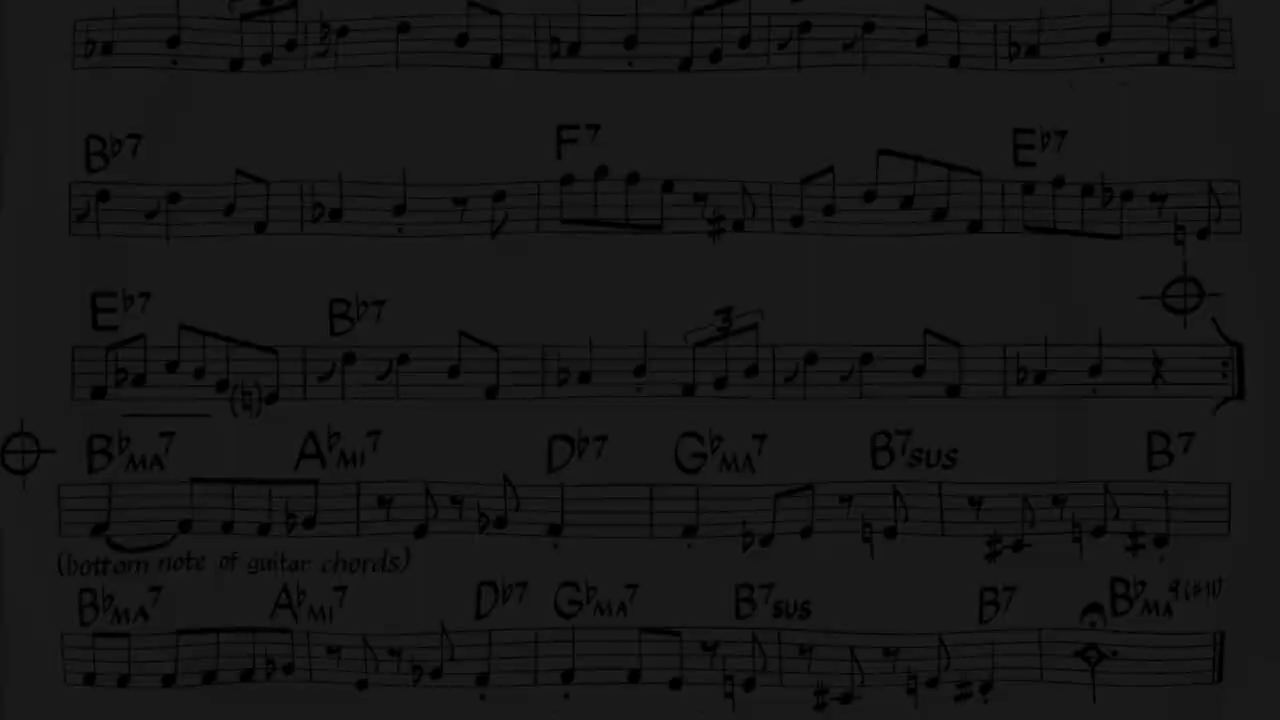 B♭7 F7 E♭7
E♭7 B♭7
3
B♭MA7 A♭MI7 D♭7 G♭MA7 B7SUS B7
(bottom note of guitar chords)
B♭MA7 A♭MI7 D♭7 G♭MA7 B7SUS B7 B♭MA9(#11)